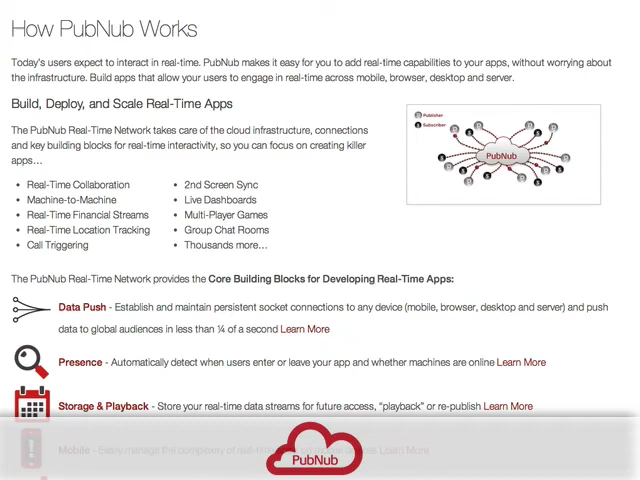 How PubNub Works
Today's users expect to interact in real-time. PubNub makes it easy for you to add real-time capabilities to your apps, without worrying about
the infrastructure. Build apps that allow your users to engage in real-time across mobile, browser, desktop and server.
Build, Deploy, and Scale Real-Time Apps
The PubNub Real-Time Network takes care of the cloud infrastructure, connections
and key building blocks for real-time interactivity, so you can focus on creating killer
apps…
• Real-Time Collaboration
• Machine-to-Machine
• Real-Time Financial Streams
• Real-Time Location Tracking
• Call Triggering
• 2nd Screen Sync
• Live Dashboards
• Multi-Player Games
• Group Chat Rooms
• Thousands more…
Publisher
Subscriber
PubNub
The PubNub Real-Time Network provides the Core Building Blocks for Developing Real-Time Apps:
Data Push - Establish and maintain persistent socket connections to any device (mobile, browser, desktop and server) and push
data to global audiences in less than ¼ of a second Learn More
Presence - Automatically detect when users enter or leave your app and whether machines are online Learn More
Storage & Playback - Store your real-time data streams for future access, “playback” or re-publish Learn More
Mobile - Easily manage the complexity of real-time Learn More
PubNub